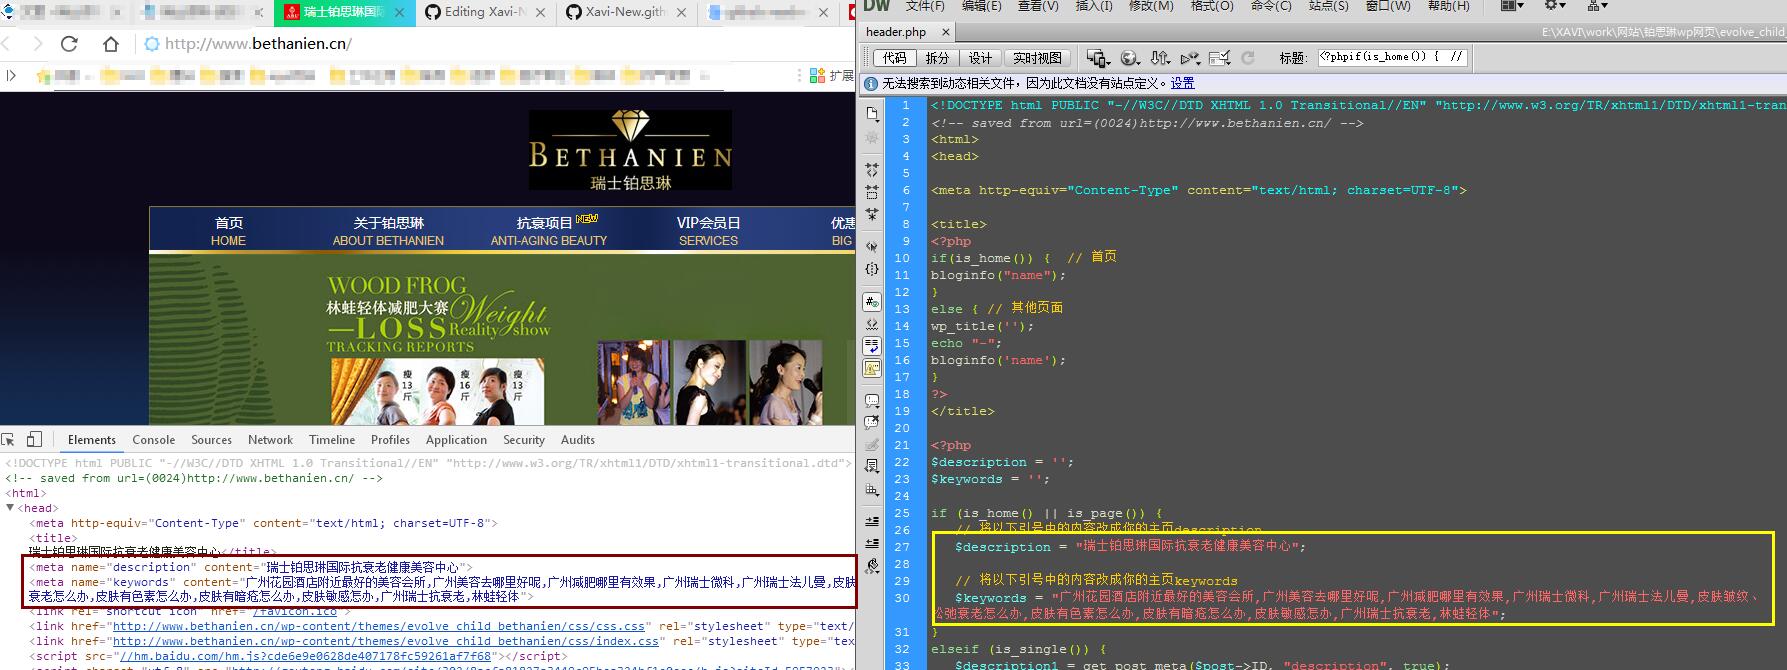 瑞士铂思琳国际
Editing Xavi-N
Xavi-New.gith
http://www.bethanien.cn/
扩展
BETHANIEN
瑞士铂思琳
首页
HOME
关于铂思琳
ABOUT BETHANIEN
抗衰项目 NEW
ANTI-AGING BEAUTY
VIP会员日
SERVICES
优惠
BIG
WOOD FROG
林蛙轻体减肥大赛 Weight
—LOSS Reality show
TRACKING REPORTS
瘦 13 斤
瘦 16 斤
瘦 13 斤
Elements Console Sources Network Timeline Profiles Application Security Audits
<!DOCTYPE html PUBLIC "-//W3C//DTD XHTML 1.0 Transitional//EN" "http://www.w3.org/TR/xhtml1/DTD/xhtml1-transitional.dtd">
<!-- saved from url=(0024)http://www.bethanien.cn/ -->
<html>
▼<head>
<meta http-equiv="Content-Type" content="text/html; charset=UTF-8">
<title>
瑞士铂思琳国际抗衰老健康美容中心</title>
<meta name="description" content="瑞士铂思琳国际抗衰老健康美容中心">
<meta name="keywords" content="广州花园酒店附近最好的美容会所,广州美容去哪里好呢,广州减肥哪里有效果,广州瑞士微科,广州瑞士法儿曼,皮肤
衰老怎么办,皮肤有色素怎么办,皮肤有暗疮怎么办,皮肤敏感怎办,广州瑞士抗衰老,林蛙轻体">
<link rel="shortcut icon" href="/favicon.ico">
<link href="http://www.bethanien.cn/wp-content/themes/evolve_child_bethanien/css/css.css" rel="stylesheet" type="text/
<link href="http://www.bethanien.cn/wp-content/themes/evolve_child_bethanien/css/index.css" rel="stylesheet" type="te
<script src="//hm.baidu.com/hm.js?cde6e9e0628de407178fc59261af7f68"></script>
DW 文件(F) 编辑(E) 查看(V) 插入(I) 修改(M) 格式(O) 命令(C) 站点(S) 窗口(W) 帮助(H)
header.php ×
E:\XAVI\work\网站\铂思琳wp网页\evolve_child_
代码 拆分 设计 实时视图 标题: <?phpif(is_home()) { //
无法搜索到动态相关文件，因为此文档没有站点定义。设置
1 <!DOCTYPE html PUBLIC "-//W3C//DTD XHTML 1.0 Transitional//EN" "http://www.w3.org/TR/xhtml1/DTD/xhtml1-tran
2 <!-- saved from url=(0024)http://www.bethanien.cn/ -->
3 <html>
4 <head>
5
6 <meta http-equiv="Content-Type" content="text/html; charset=UTF-8">
7
8 <title>
9 <?php
10 if(is_home()) { // 首页
11 bloginfo("name");
12 }
13 else { // 其他页面
14 wp_title('');
15 echo "-";
16 bloginfo('name');
17 }
18 ?>
19 </title>
20
21 <?php
22 $description = '';
23 $keywords = '';
24
25 if (is_home() || is_page()) {
26 // 将以下引号中的内容改成你的主页description
27 $description = "瑞士铂思琳国际抗衰老健康美容中心";
28
29 // 将以下引号中的内容改成你的主页keywords
30 $keywords = "广州花园酒店附近最好的美容会所,广州美容去哪里好呢,广州减肥哪里有效果,广州瑞士微科,广州瑞士法儿曼,皮肤皱纹、
松弛衰老怎么办,皮肤有色素怎么办,皮肤有暗疮怎么办,皮肤敏感怎办,广州瑞士抗衰老,林蛙轻体";
31 }
32 elseif (is_single()) {
33 $description1 = get_post_meta($post->ID, "description", true);